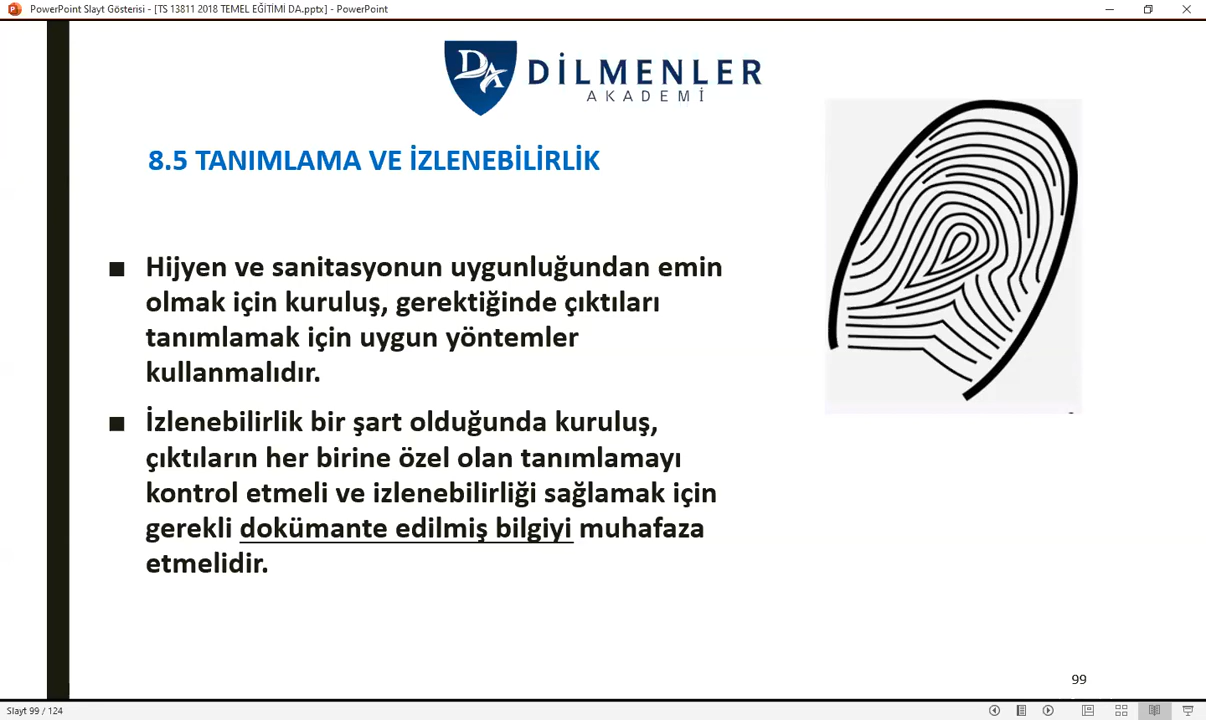 PowerPoint Slayt Gösterisi - [TS 13811 2018 TEMEL EĞİTİMİ DA.pptx] - PowerPoint
DA DİLMENLER
AKADEMİ
8.5 TANIMLAMA VE İZLENEBİLİRLİK
■ Hijyen ve sanitasyonun uygunluğundan emin
olmak için kuruluş, gerektiğinde çıktıları
tanımlamak için uygun yöntemler
kullanmalıdır.
■ İzlenebilirlik bir şart olduğunda kuruluş,
çıktıların her birine özel olan tanımlamayı
kontrol etmeli ve izlenebilirliği sağlamak için
gerekli dokümante edilmiş bilgiyi muhafaza
etmelidir.
99
Slayt 99 / 124